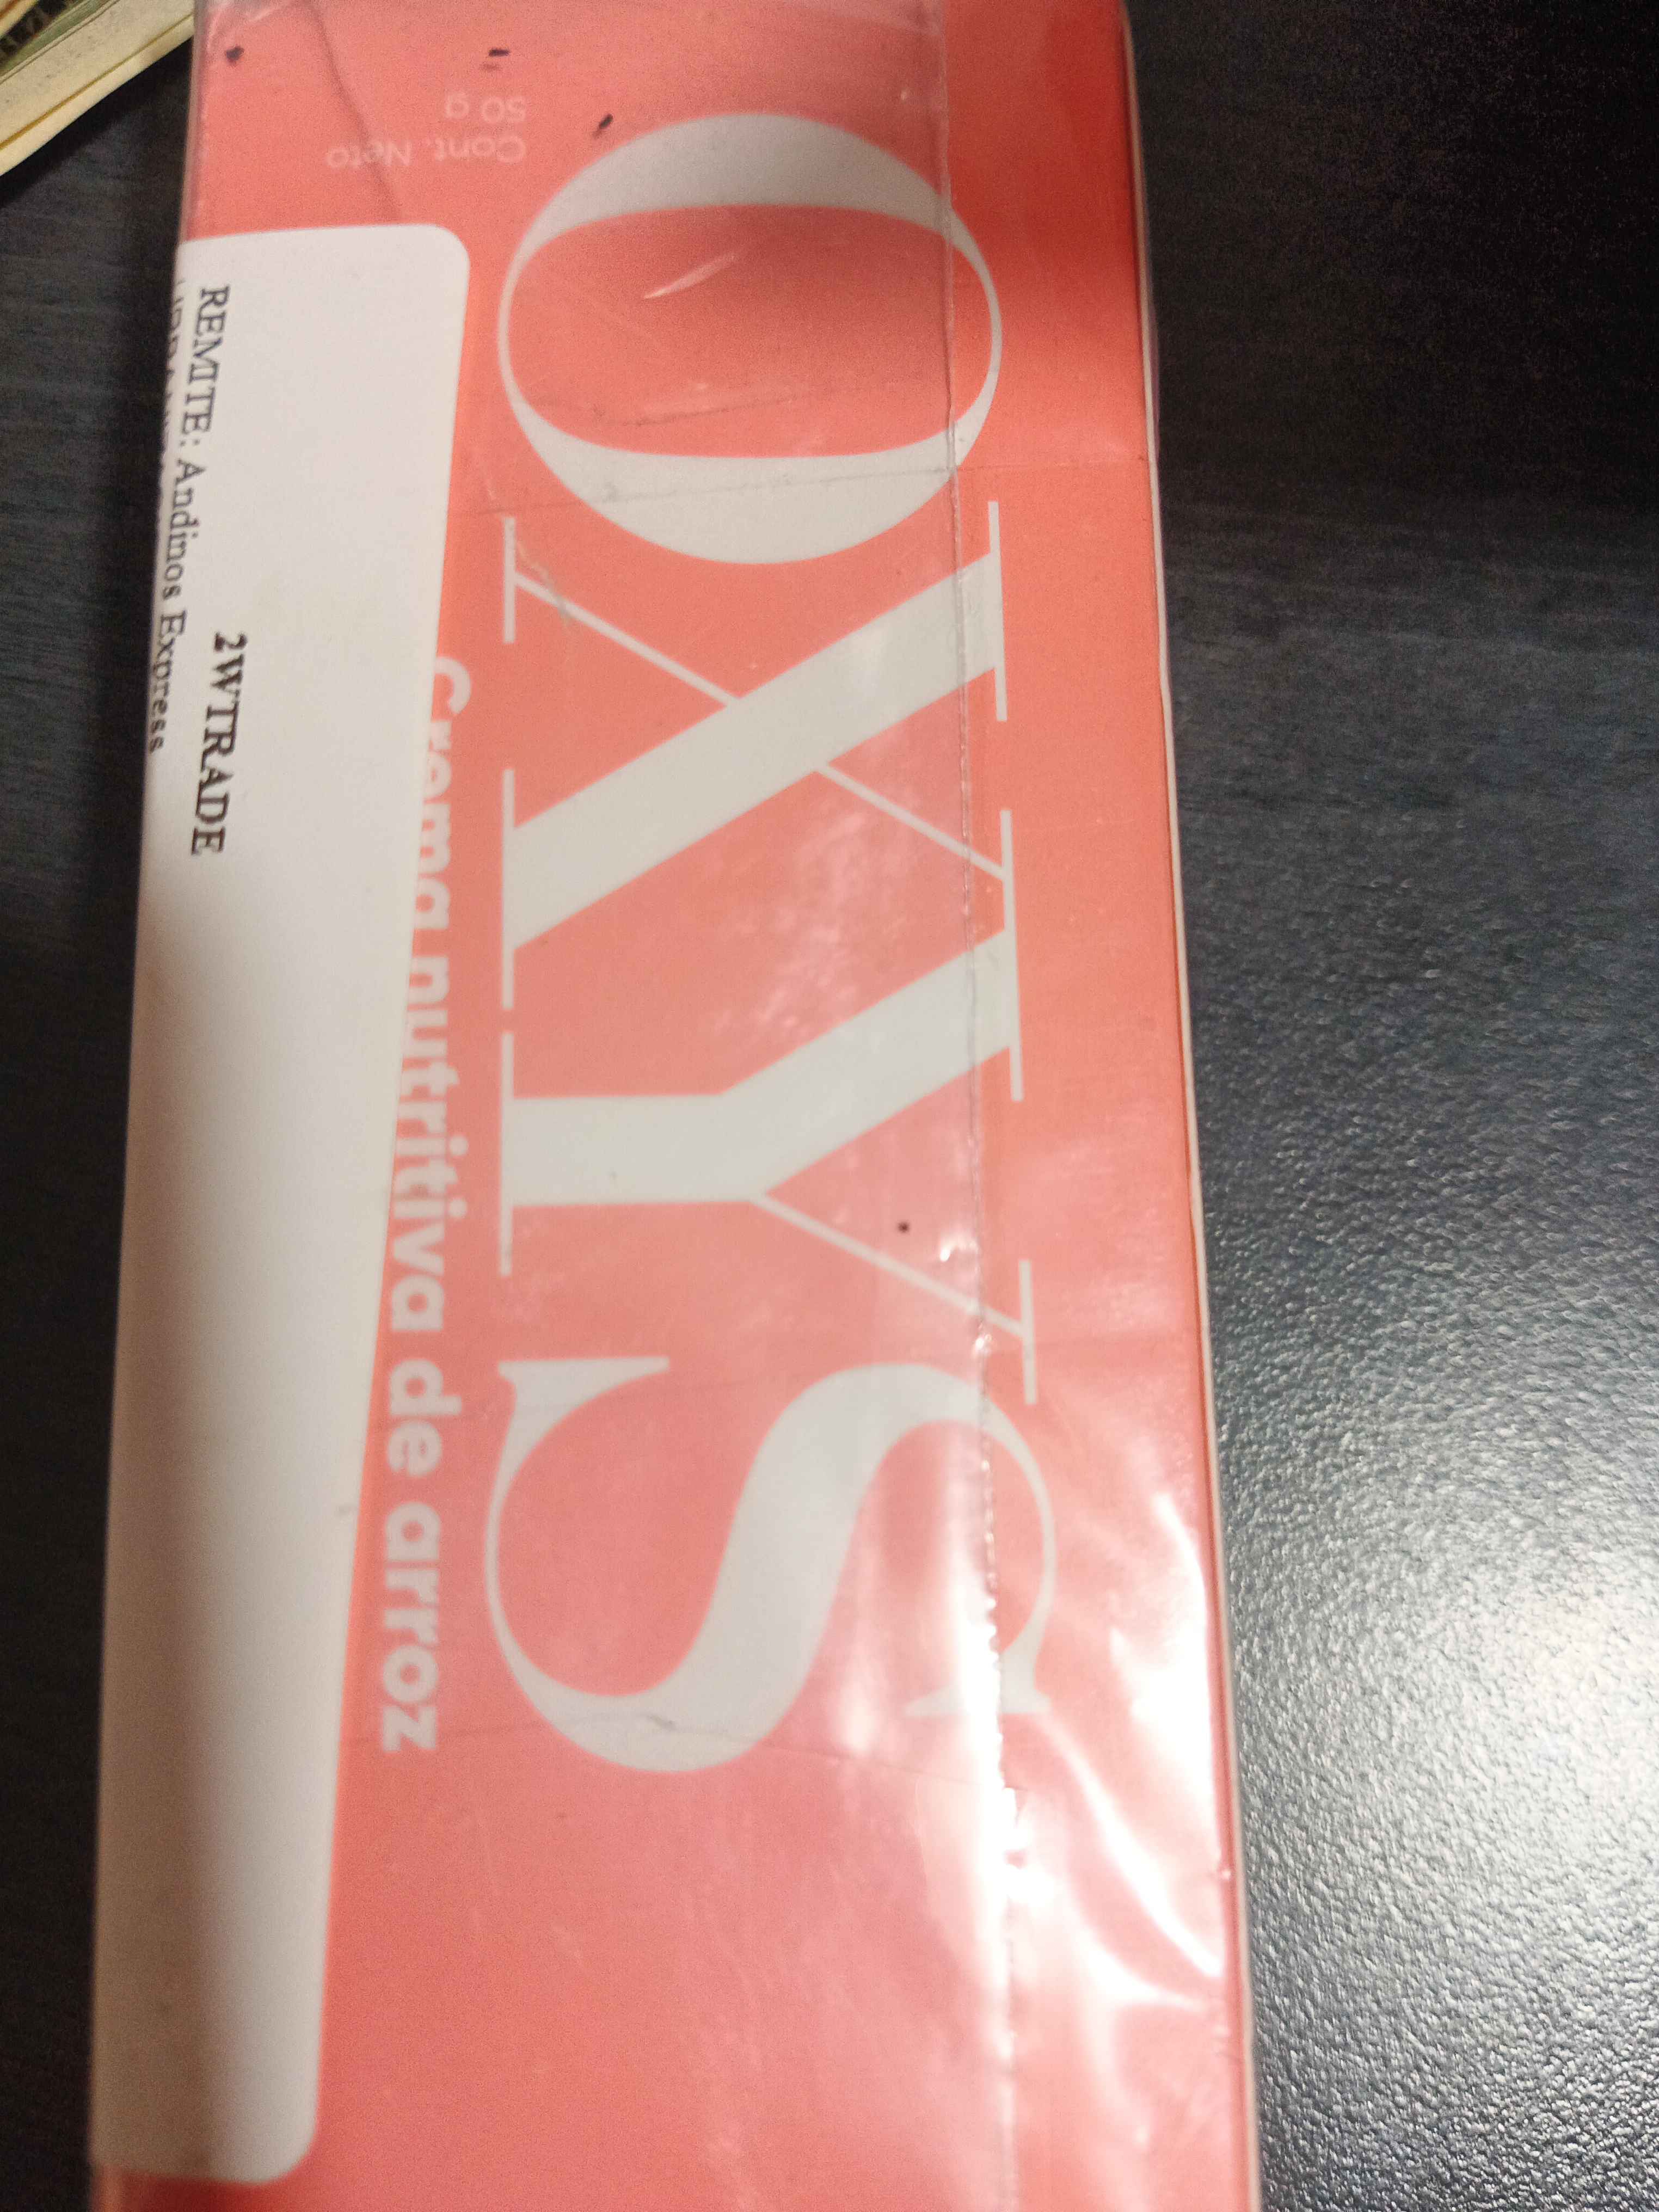 OXYS
Crema nutritiva de arroz
Cont. Neto
50 g
2WTRADE
REMITE: Andinos Express